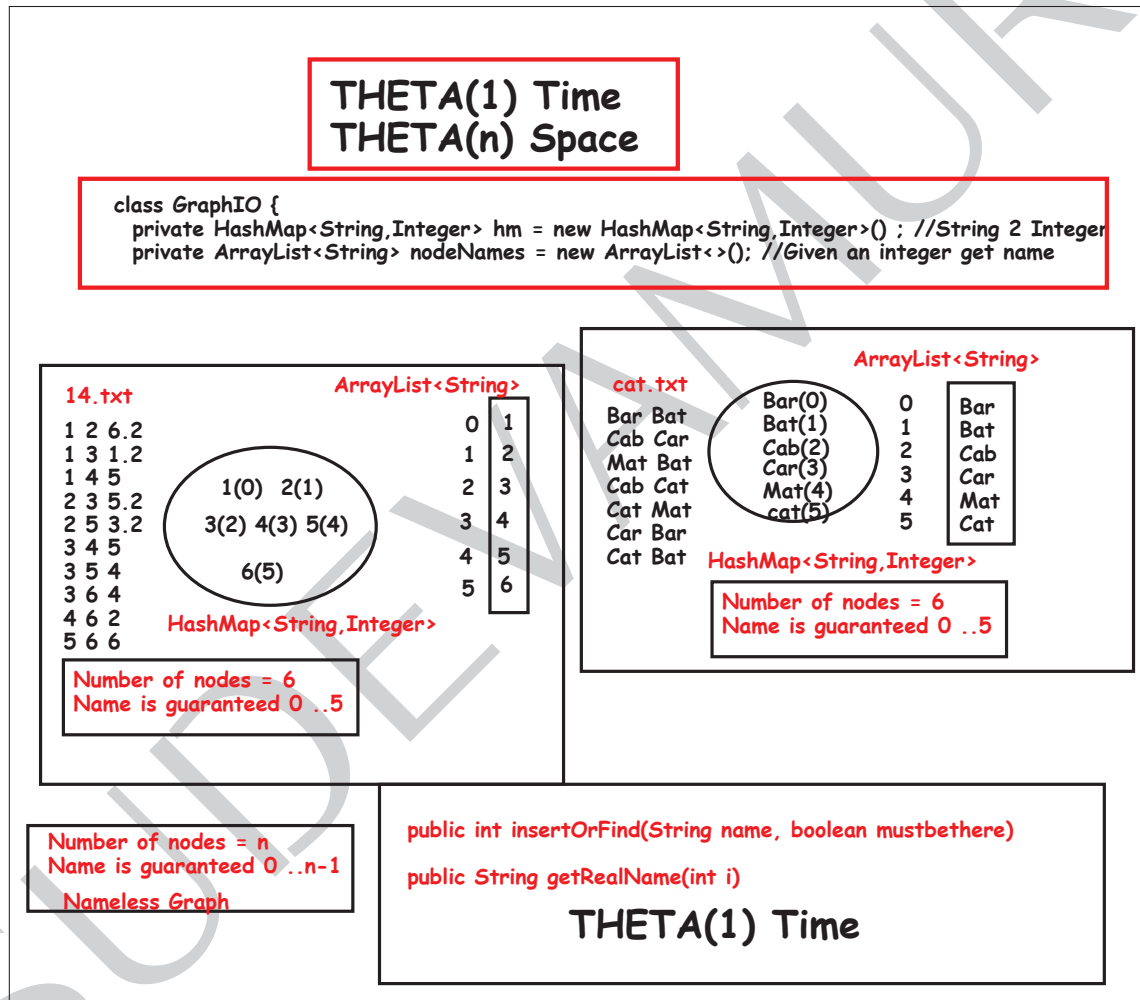 THETA(1) Time
THETA(n) Space
class GraphIO {
private HashMap<String,Integer> hm = new HashMap<String,Integer>() ; //String 2 Integer
private ArrayList<String> nodeNames = new ArrayList<>(); //Given an integer get name
14.txt
1 2 6.2
1 3 1.2
1 4 5
2 3 5.2
2 5 3.2
3 4 5
3 5 4
3 6 4
4 6 2
5 6 6
1(0) 2(1)
3(2) 4(3) 5(4)
6(5)
HashMap<String,Integer>
ArrayList<String>
0 1
1 2
2 3
3 4
4 5
5 6
Number of nodes = 6
Name is guaranteed 0 ..5
cat.txt
Bar Bat
Cab Car
Mat Bat
Cab Cat
Cat Mat
Car Bar
Cat Bat
Bar(0)
Bat(1)
Cab(2)
Car(3)
Mat(4)
cat(5)
HashMap<String,Integer>
ArrayList<String>
0 Bar
1 Bat
2 Cab
3 Car
4 Mat
5 Cat
Number of nodes = 6
Name is guaranteed 0 ..5
Number of nodes = n
Name is guaranteed 0 ..n-1
Nameless Graph
public int insertOrFind(String name, boolean mustbethere)
public String getRealName(int i)
THETA(1) Time
UDEVAMUR